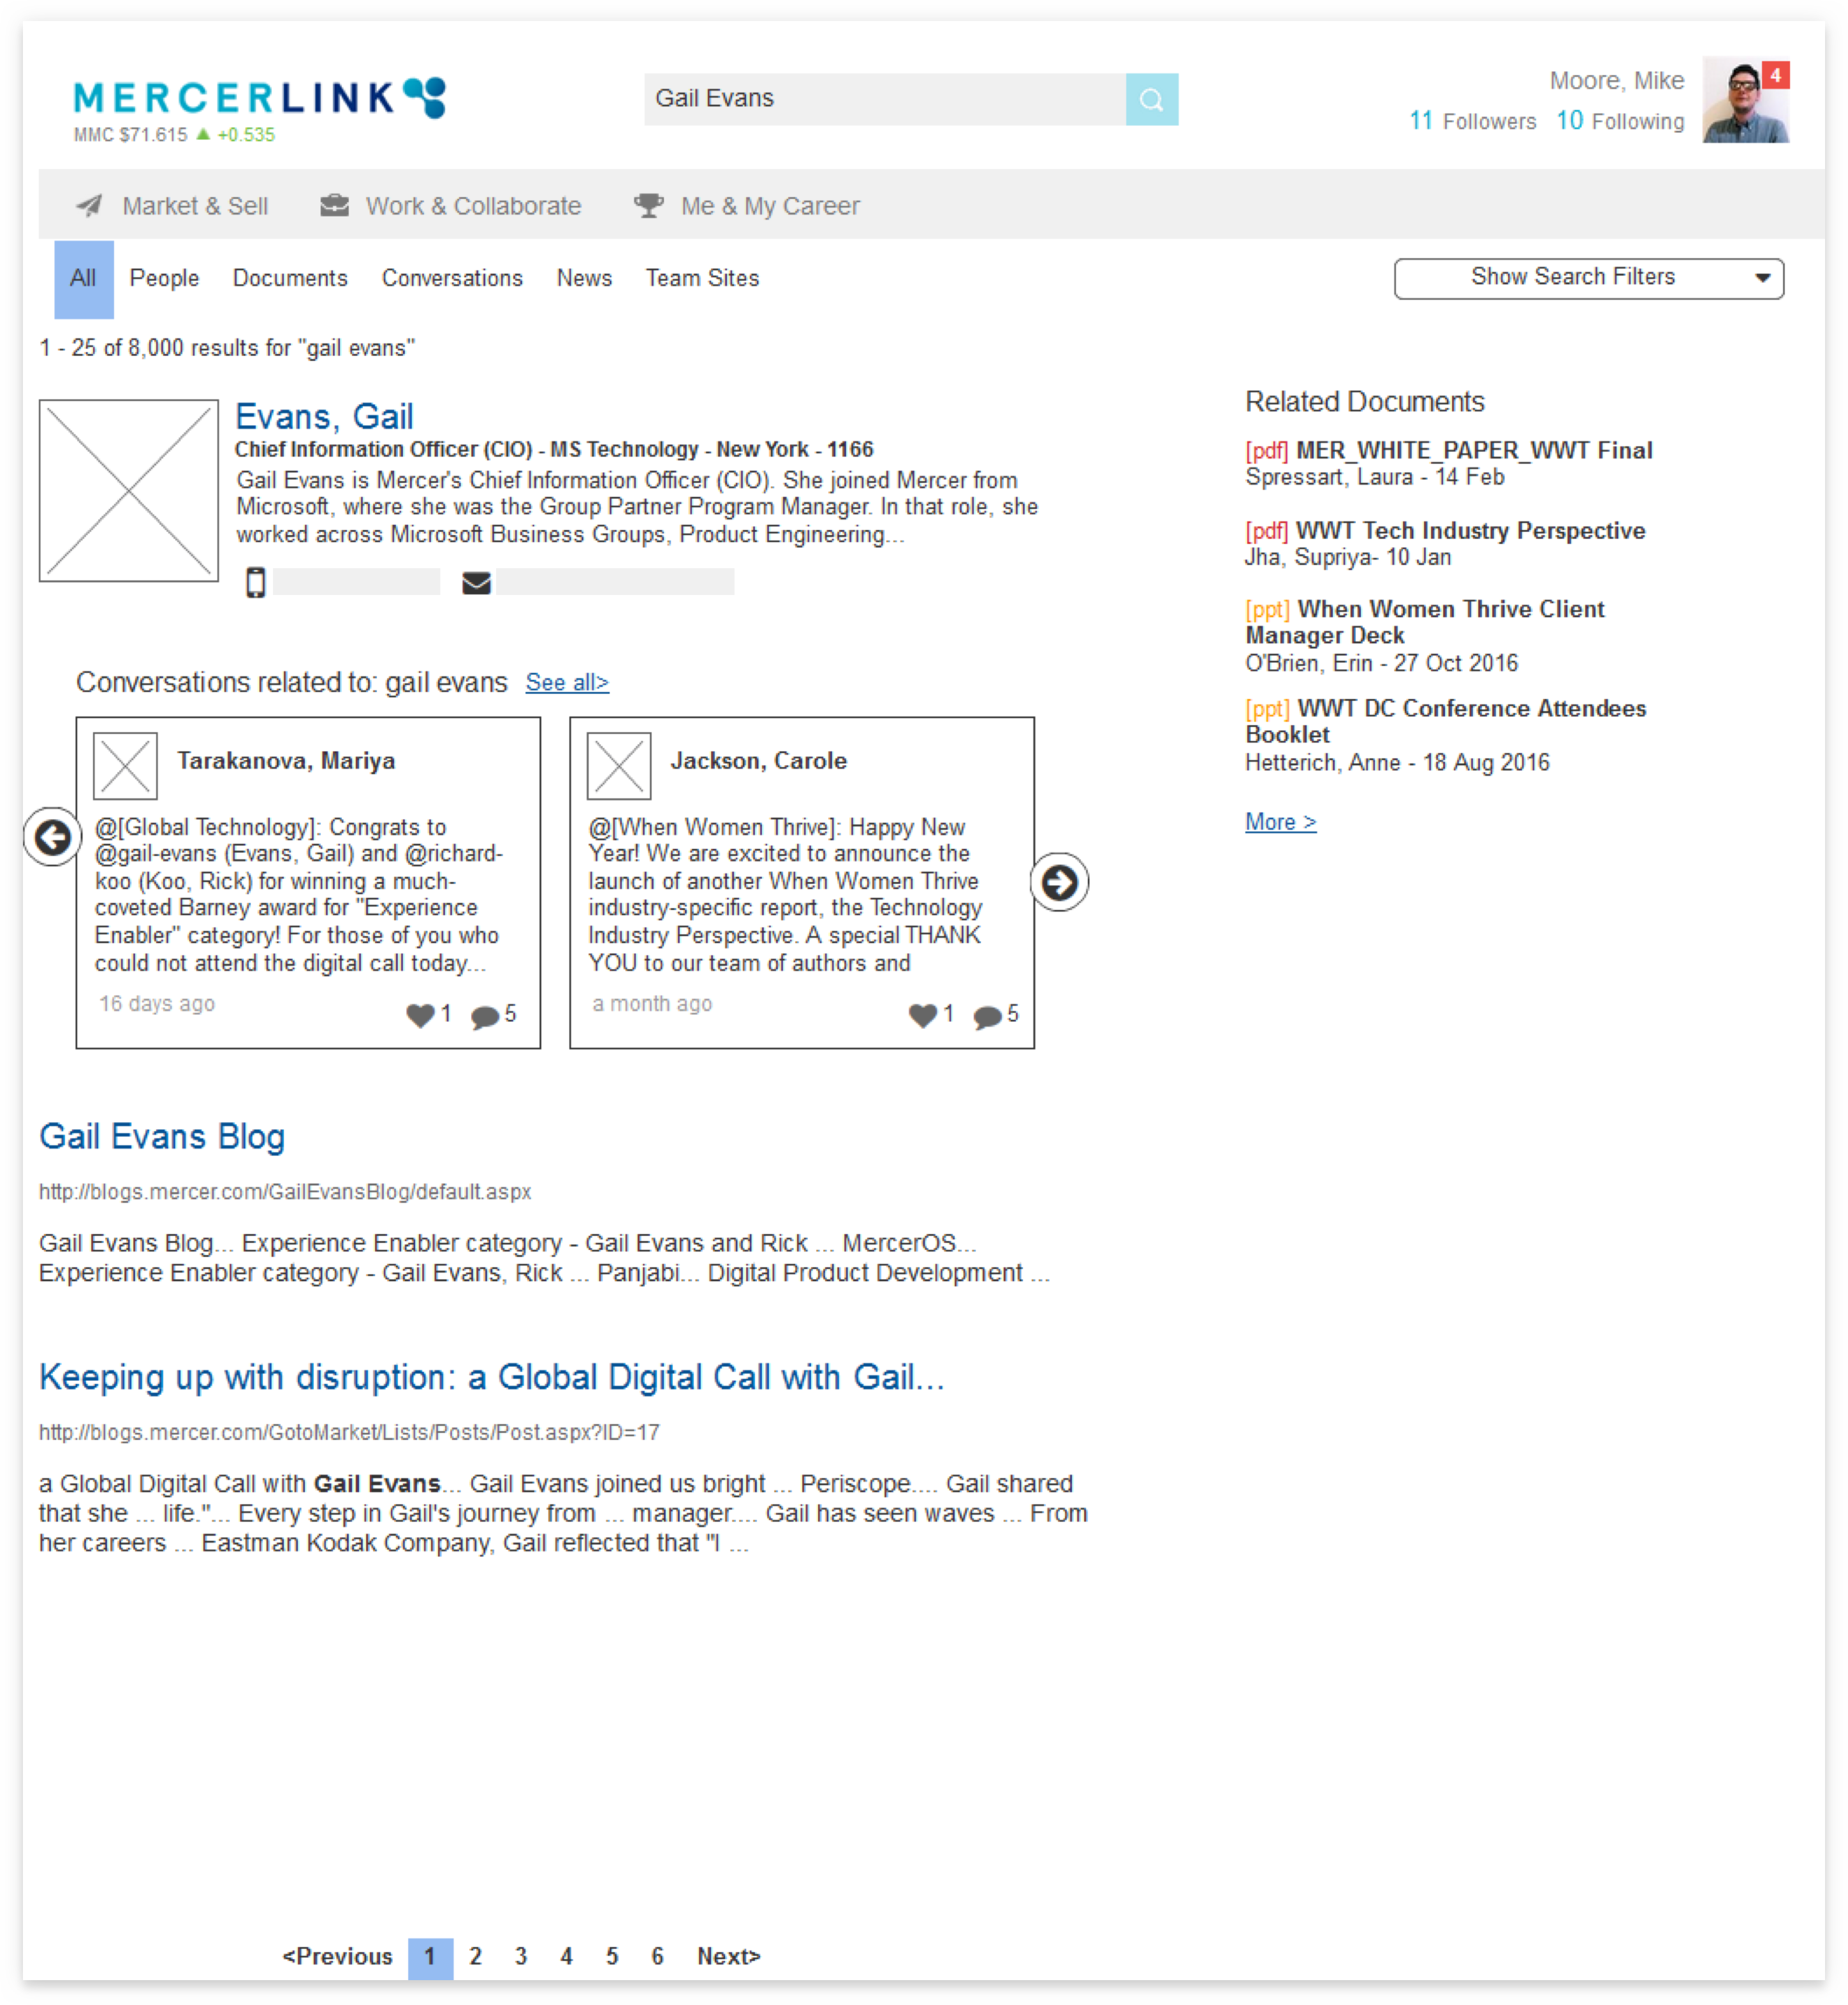 MERCERLINK
MMC $71.615 ▲ +0.535
Gail Evans
Moore, Mike
11 Followers 10 Following
4
Market & Sell Work & Collaborate Me & My Career
All People Documents Conversations News Team Sites
Show Search Filters
1 - 25 of 8,000 results for "gail evans"
Evans, Gail
Chief Information Officer (CIO) - MS Technology - New York - 1166
Gail Evans is Mercer's Chief Information Officer (CIO). She joined Mercer from
Microsoft, where she was the Group Partner Program Manager. In that role, she
worked across Microsoft Business Groups, Product Engineering...
Conversations related to: gail evans See all>
Tarakanova, Mariya
@[Global Technology]: Congrats to
@gail-evans (Evans, Gail) and @richard-
koo (Koo, Rick) for winning a much-
coveted Barney award for "Experience
Enabler" category! For those of you who
could not attend the digital call today...
16 days ago
1 5
Jackson, Carole
@[When Women Thrive]: Happy New
Year! We are excited to announce the
launch of another When Women Thrive
industry-specific report, the Technology
Industry Perspective. A special THANK
YOU to our team of authors and
a month ago
1 5
Related Documents
[pdf] MER_WHITE_PAPER_WWT Final
Spressart, Laura - 14 Feb
[pdf] WWT Tech Industry Perspective
Jha, Supriya- 10 Jan
[ppt] When Women Thrive Client
Manager Deck
O'Brien, Erin - 27 Oct 2016
[ppt] WWT DC Conference Attendees
Booklet
Hetterich, Anne - 18 Aug 2016
More >
Gail Evans Blog
http://blogs.mercer.com/GailEvansBlog/default.aspx
Gail Evans Blog... Experience Enabler category - Gail Evans and Rick ... MercerOS...
Experience Enabler category - Gail Evans, Rick ... Panjabi... Digital Product Development ...
Keeping up with disruption: a Global Digital Call with Gail...
http://blogs.mercer.com/GotoMarket/Lists/Posts/Post.aspx?ID=17
a Global Digital Call with Gail Evans... Gail Evans joined us bright ... Periscope.... Gail shared
that she ... life."... Every step in Gail's journey from ... manager.... Gail has seen waves ... From
her careers ... Eastman Kodak Company, Gail reflected that "I ...
<Previous 1 2 3 4 5 6 Next>